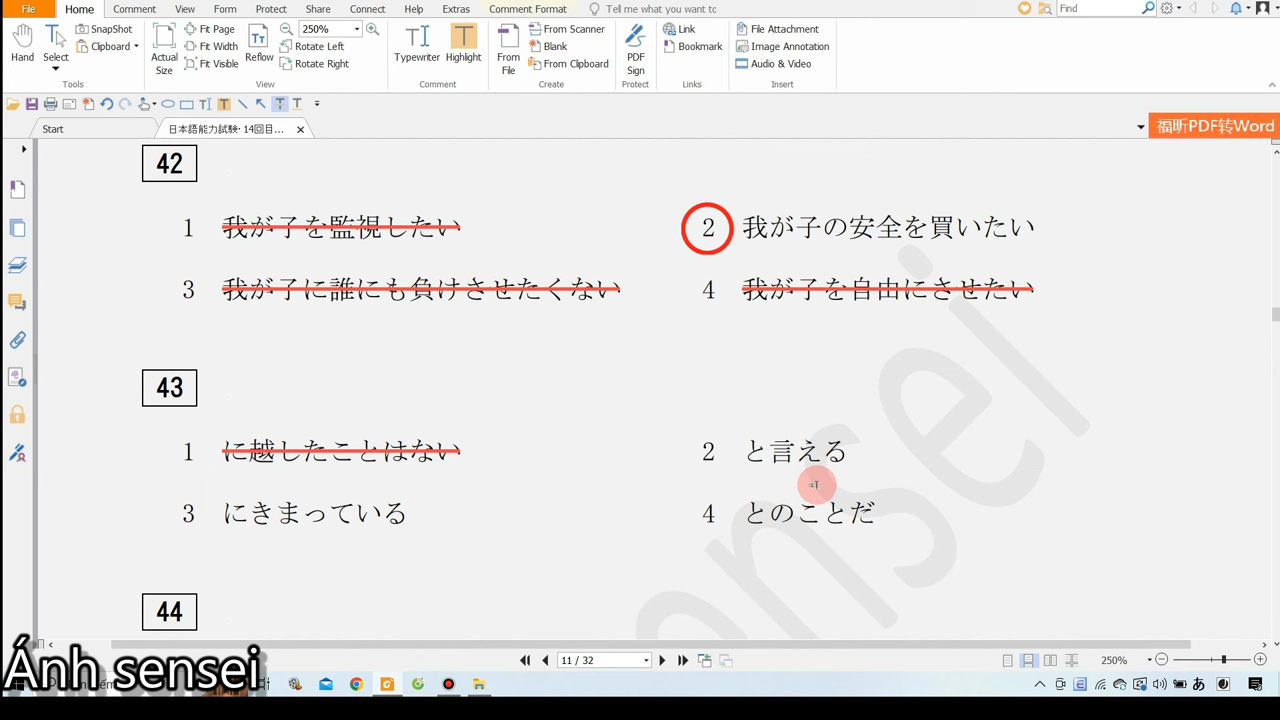 File Home Comment View Form Protect Share Connect Help Extras Comment Format Tell me what you want tc Find
Hand Select SnapShot Clipboard Actual Size Fit Page Fit Width Fit Visible Reflow 250% Rotate Left Rotate Right Typewriter Highlight From File From Scanner Blank From Clipboard PDF Sign Link Bookmark File Attachment Image Annotation Audio & Video
Tools View Comment Create Protect Links Insert
Start 日本語能力試験・14回目... 福昕PDF转Word
42
1 我が子を監視したい 2 我が子の安全を買いたい
3 我が子に誰にも負けさせたくない 4 我が子を自由にさせたい
43
1 に越したことはない 2 と言える
3 にきまっている 4 とのことだ
44
nsei
Ánh sensei
11 / 32 250%